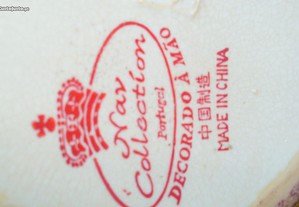 "Nav
Collection"
Portugal
DECORADO À MÃO
中国制造
MADE IN CHINA